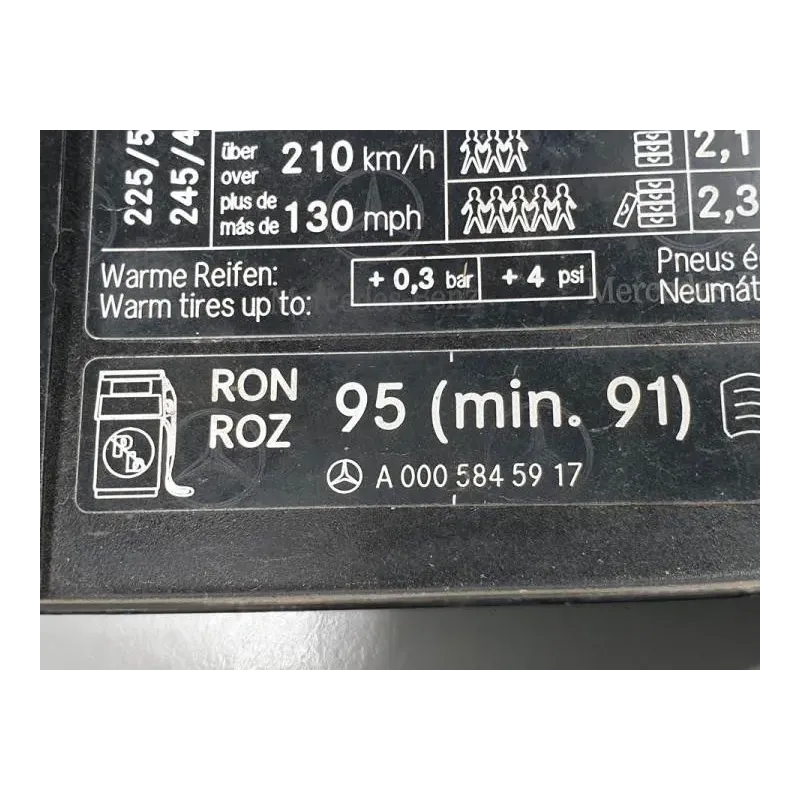 225/5
245/4
über
over
plus de
más de
210 km/h
130 mph
2,1
2,3
Warme Reifen:
Warm tires up to:
+ 0,3 bar
+ 4 psi
Pneus é
Neumát
RON
ROZ
95 (min. 91)
A 000 584 59 17